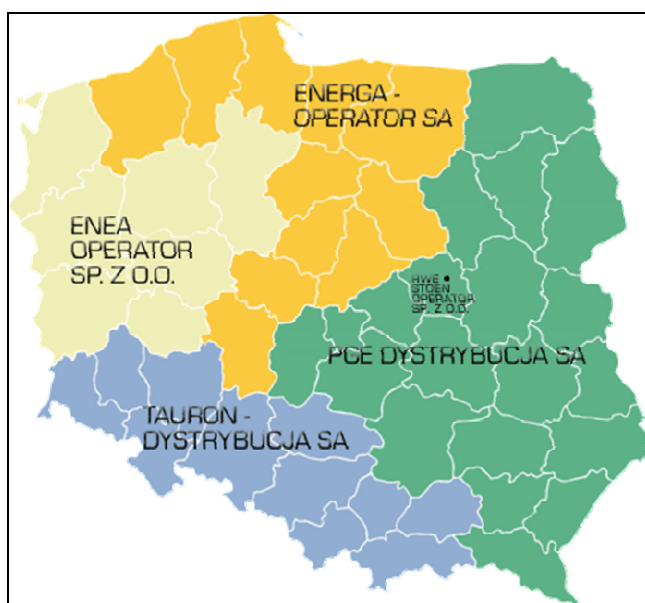 ENERGA -
OPERATOR SA
ENEA
OPERATOR
SP. Z O.O.
RWE
STOEN
OPERATOR
SP. Z O.O.
PGE DYSTRYBUCJA SA
TAURON -
DYSTRYBUCJA SA